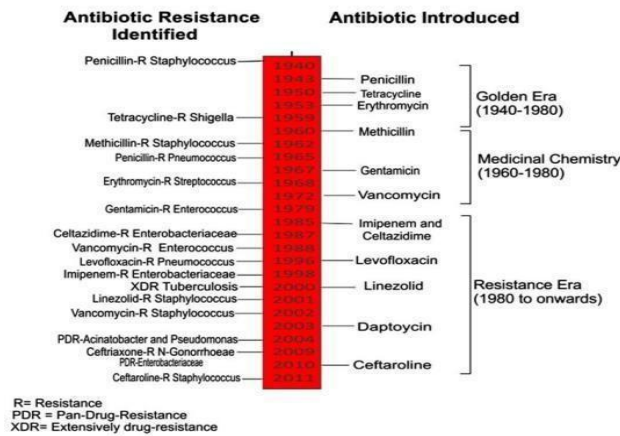 Antibiotic Resistance
Identified
Antibiotic Introduced
Penicillin-R Staphylococcus
Tetracycline-R Shigella
Methicillin-R Staphylococcus
Penicillin-R Pneumococcus
Erythromycin-R Streptococcus
Gentamicin-R Enterococcus
Celtazidime-R Enterobacteriaceae
Vancomycin-R Enterococcus
Levofloxacin-R Pneumococcus
Imipenem-R Enterobacteriaceae
XDR Tuberculosis
Linezolid-R Staphylococcus
Vancomycin-R Staphylococcus
PDR-Acinatobacter and Pseudomonas
Ceftriaxone-R N-Gonorrhoeae
PDR-Enterobacteriaceae
Ceftaroline-R Staphylococcus
1940
1943
1950
1953
1959
1960
1962
1965
1967
1968
1972
1979
1985
1987
1988
1996
1998
2000
2001
2002
2003
2004
2009
2010
2011
Penicillin
Tetracycline
Erythromycin
Methicillin
Gentamicin
Vancomycin
Imipenem and
Celtazidime
Levofloxacin
Linezolid
Daptoycin
Ceftaroline
Golden Era
(1940-1980)
Medicinal Chemistry
(1960-1980)
Resistance Era
(1980 to onwards)
R= Resistance
PDR = Pan-Drug-Resistance
XDR= Extensively drug-resistance